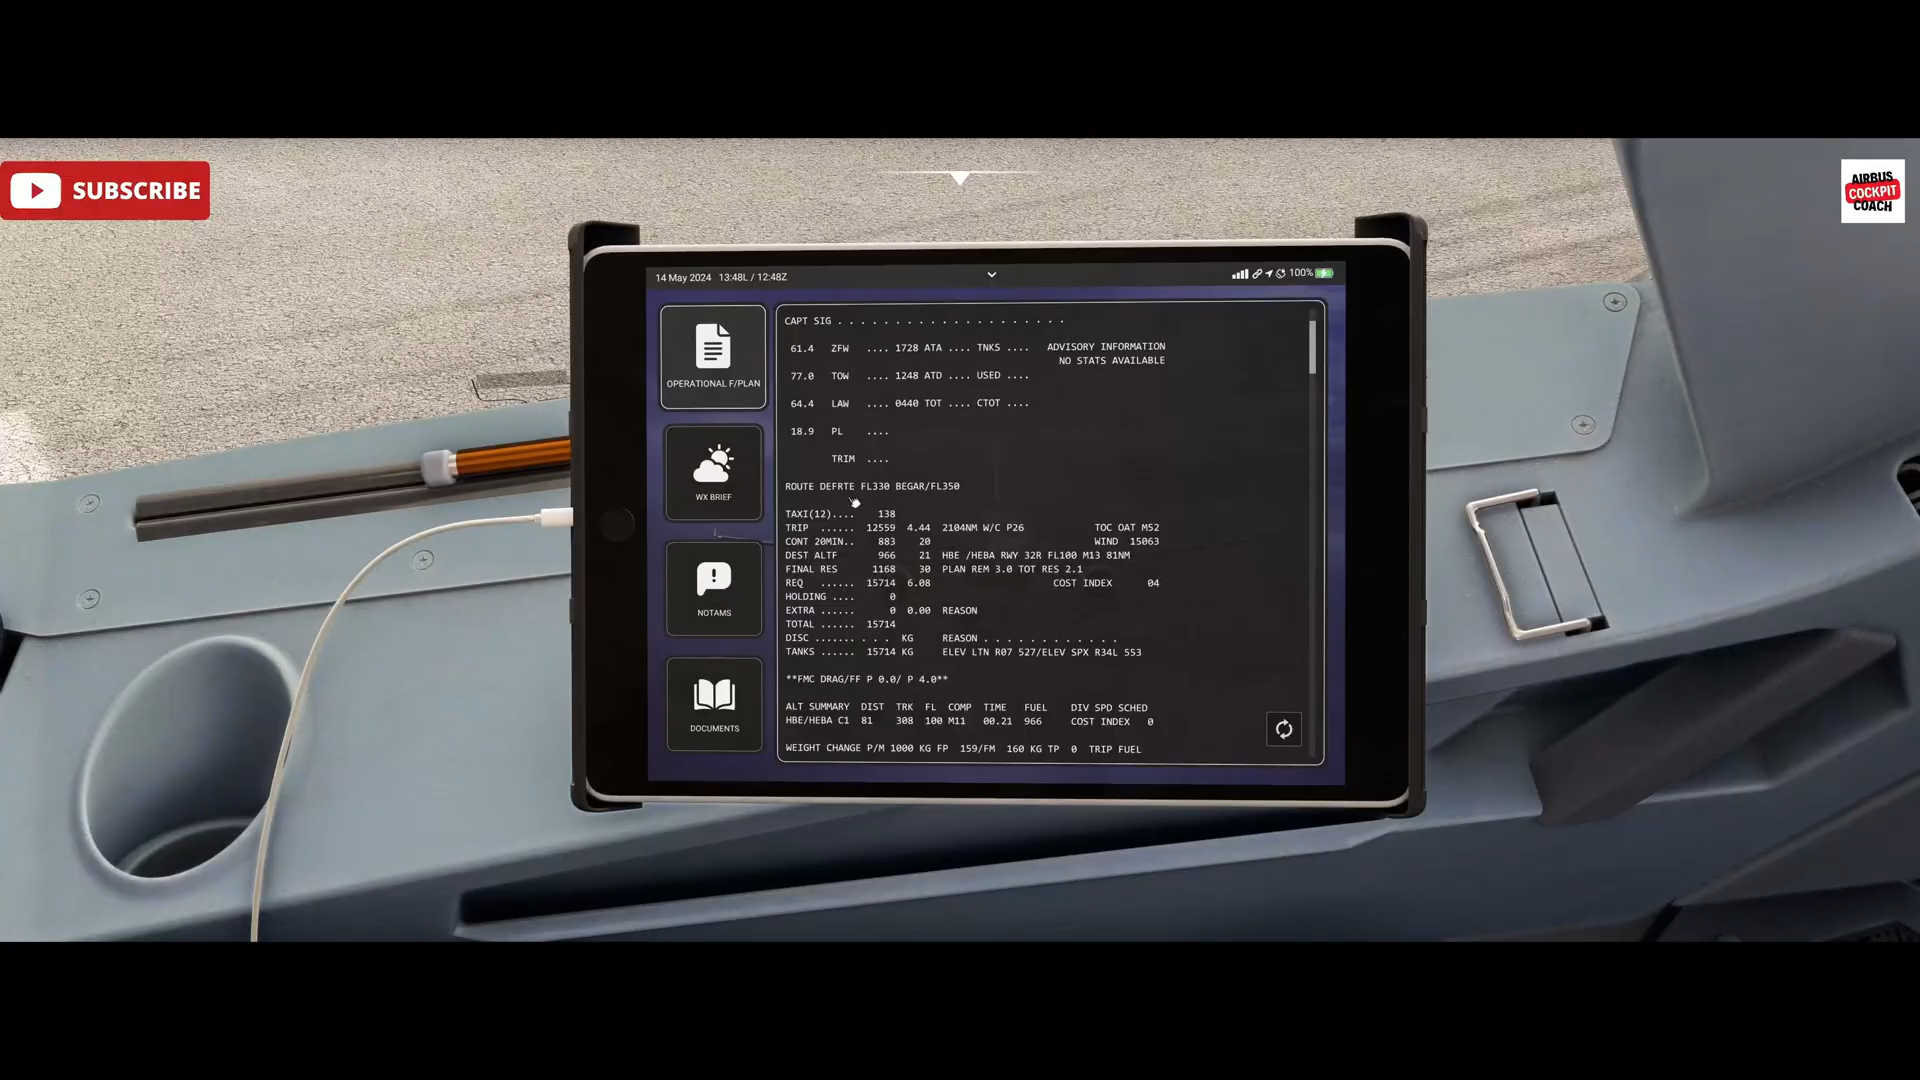 SUBSCRIBE
AIRBUS
COCKPIT
COACH
14 May 2024 13:48L / 12:48Z
100%
OPERATIONAL F/PLAN
WX BRIEF
NOTAMS
DOCUMENTS
CAPT SIG . . . . . . . . . . . . . . . . . . . .
61.4 ZFW .... 1728 ATA .... TNKS .... ADVISORY INFORMATION
NO STATS AVAILABLE
77.0 TOW .... 1248 ATD .... USED ....
64.4 LAW .... 0440 TOT .... CTOT ....
18.9 PL ....
TRIM ....
ROUTE DEFRTE FL330 BEGAR/FL350
TAXI(12).... 138
TRIP ...... 12559 4.44 2104NM W/C P26 TOC OAT M52
CONT 20MIN.. 883 20 WIND 15063
DEST ALTF 966 21 HBE /HEBA RWY 32R FL100 M13 81NM
FINAL RES 1168 30 PLAN REM 3.0 TOT RES 2.1
REQ ...... 15714 6.08 COST INDEX 04
HOLDING .... 0
EXTRA ...... 0 0.00 REASON
TOTAL ...... 15714
DISC ....... . . . KG REASON . . . . . . . . . . . .
TANKS ...... 15714 KG ELEV LTN R07 527/ELEV SPX R34L 553
**FMC DRAG/FF P 0.0/ P 4.0**
ALT SUMMARY DIST TRK FL COMP TIME FUEL DIV SPD SCHED
HBE/HEBA C1 81 308 100 M11 00.21 966 COST INDEX 0
WEIGHT CHANGE P/M 1000 KG FP 159/FM 160 KG TP 0 TRIP FUEL